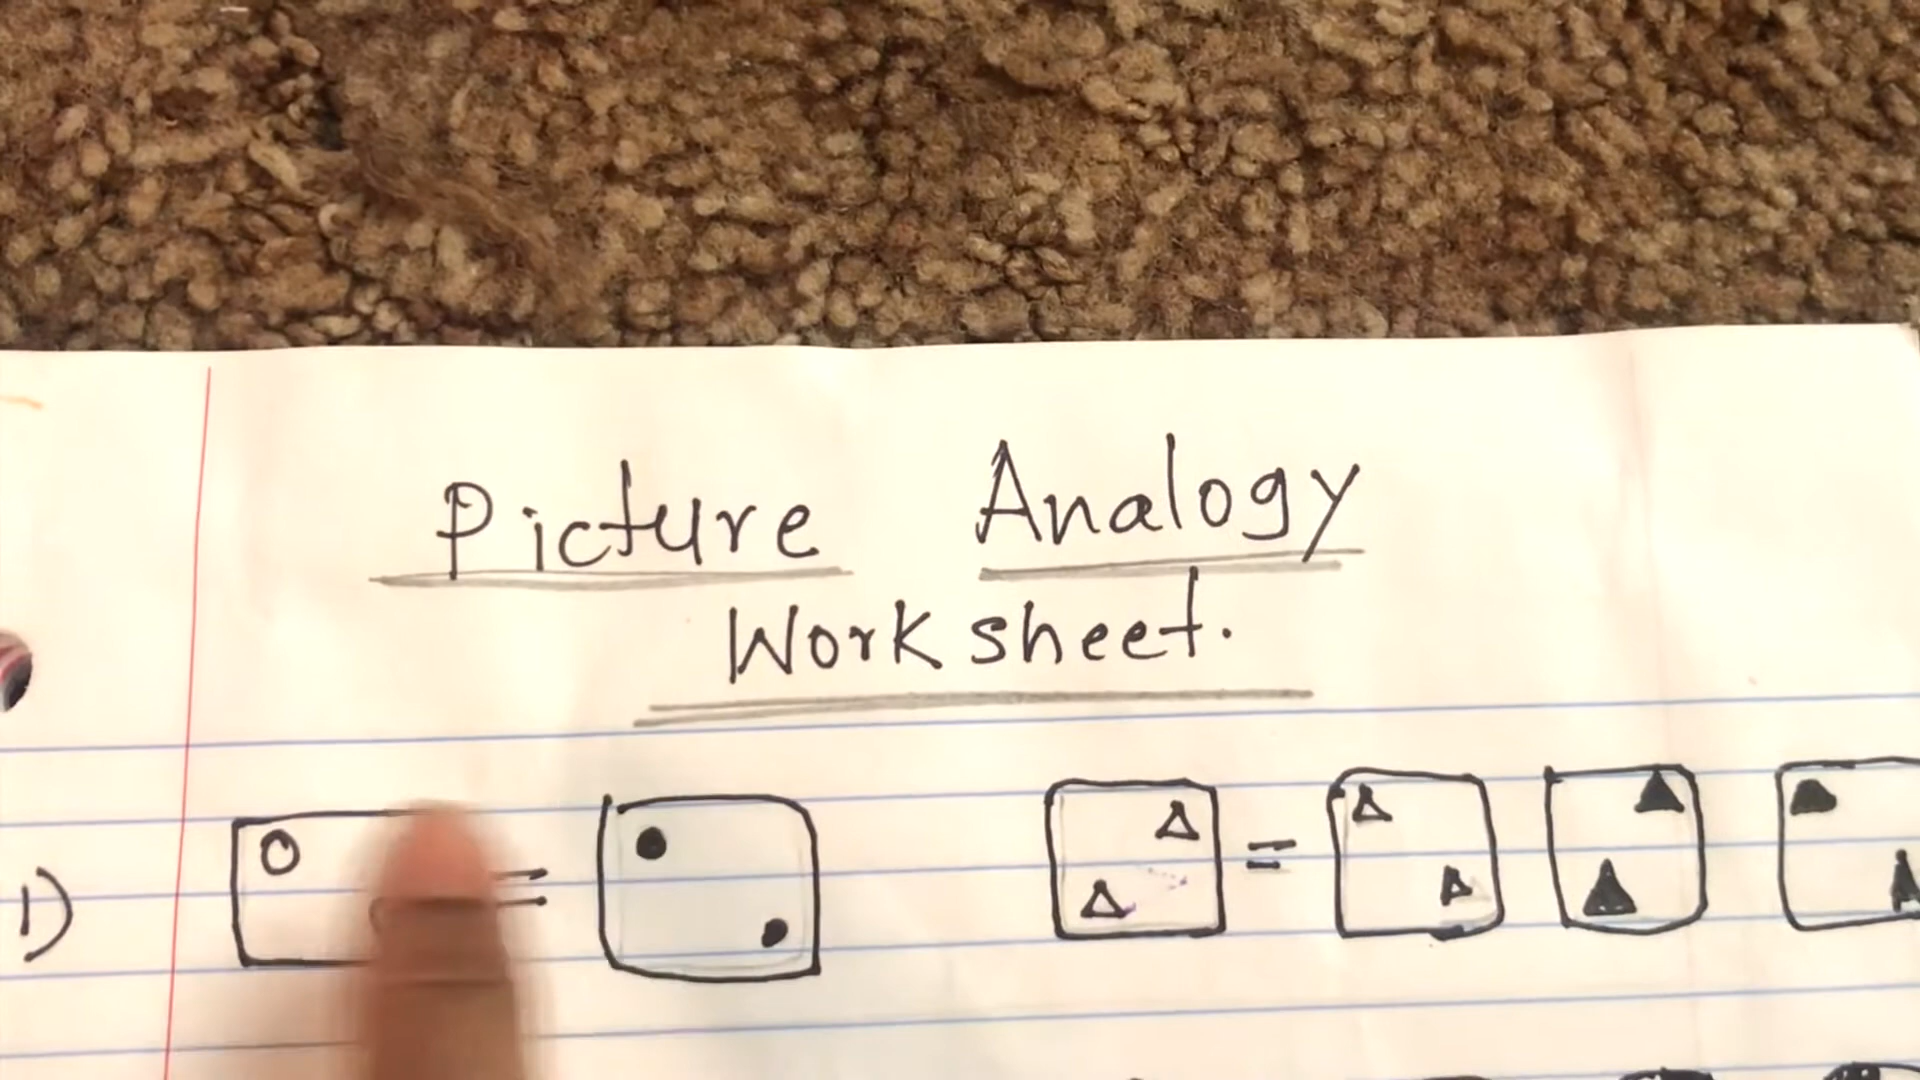 Picture Analogy
Worksheet.
1) = =